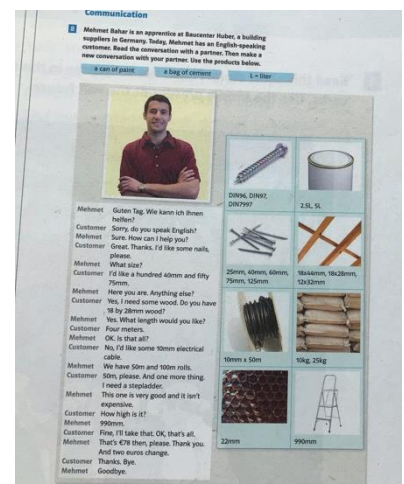 Communication
E Mehmet Bahar is an apprentice at Baucenter Huber, a building
suppliers in Germany. Today, Mehmet has an English-speaking
customer. Read the conversation with a partner. Then make a
new conversation with your partner. Use the products below.
a can of paint
a bag of cement
L = liter
Mehmet Guten Tag. Wie kann ich Ihnen
helfen?
Customer Sorry, do you speak English?
Mehmet Sure. How can I help you?
Customer Great. Thanks. I'd like some nails,
please.
Mehmet What size?
Customer I'd like a hundred 40mm and fifty
75mm.
Mehmet Here you are. Anything else?
Customer Yes, I need some wood. Do you have
18 by 28mm wood?
Mehmet Yes. What length would you like?
Customer Four meters.
Mehmet OK. Is that all?
Customer No, I'd like some 10mm electrical
cable.
Mehmet We have 50m and 100m rolls.
Customer 50m, please. And one more thing.
I need a stepladder.
Mehmet This one is very good and it isn't
expensive.
Customer How high is it?
Mehmet 990mm.
Customer Fine, I'll take that. OK, that's all.
Mehmet That's €78 then, please. Thank you.
And two euros change.
Customer Thanks. Bye.
Mehmet Goodbye.
DIN96, DIN97,
DIN7997
2.5L, 5L
25mm, 40mm, 60mm,
75mm, 125mm
18x44mm, 18x28mm,
12x32mm
10mm x 50m
10kg, 25kg
22mm
990mm